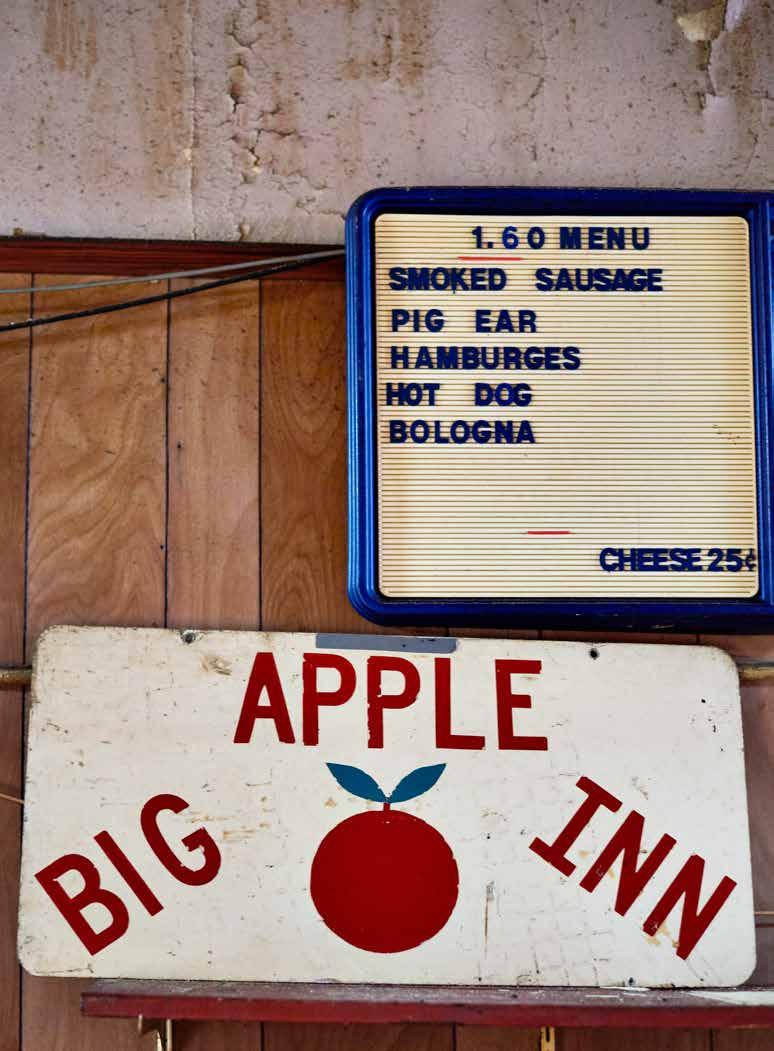 1.60 MENU
SMOKED SAUSAGE
PIG EAR
HAMBURGES
HOT DOG
BOLOGNA
CHEESE 25¢
BIG APPLE INN